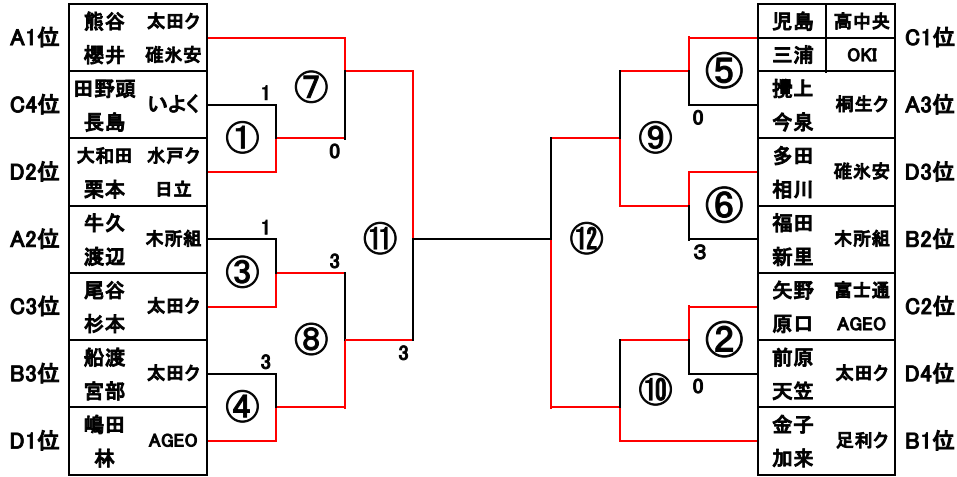 A1位 熊谷 太田ク
櫻井 碓氷安
C4位 田野頭 いよく
長島
D2位 大和田 水戸ク
栗本 日立
A2位 牛久 木所組
渡辺
C3位 尾谷 太田ク
杉本
B3位 船渡 太田ク
宮部
D1位 嶋田 AGEO
林
⑦
1
①
0
1
③
3
⑧
3
④
⑪
3
⑫
⑤
0
⑨
⑥
3
②
0
⑩
児島 高中央 C1位
三浦 OKI
攪上 桐生ク A3位
今泉
多田 碓氷安 D3位
相川
福田 木所組 B2位
新里
矢野 富士通 C2位
原口 AGEO
前原 太田ク D4位
天笠
金子 足利ク B1位
加来